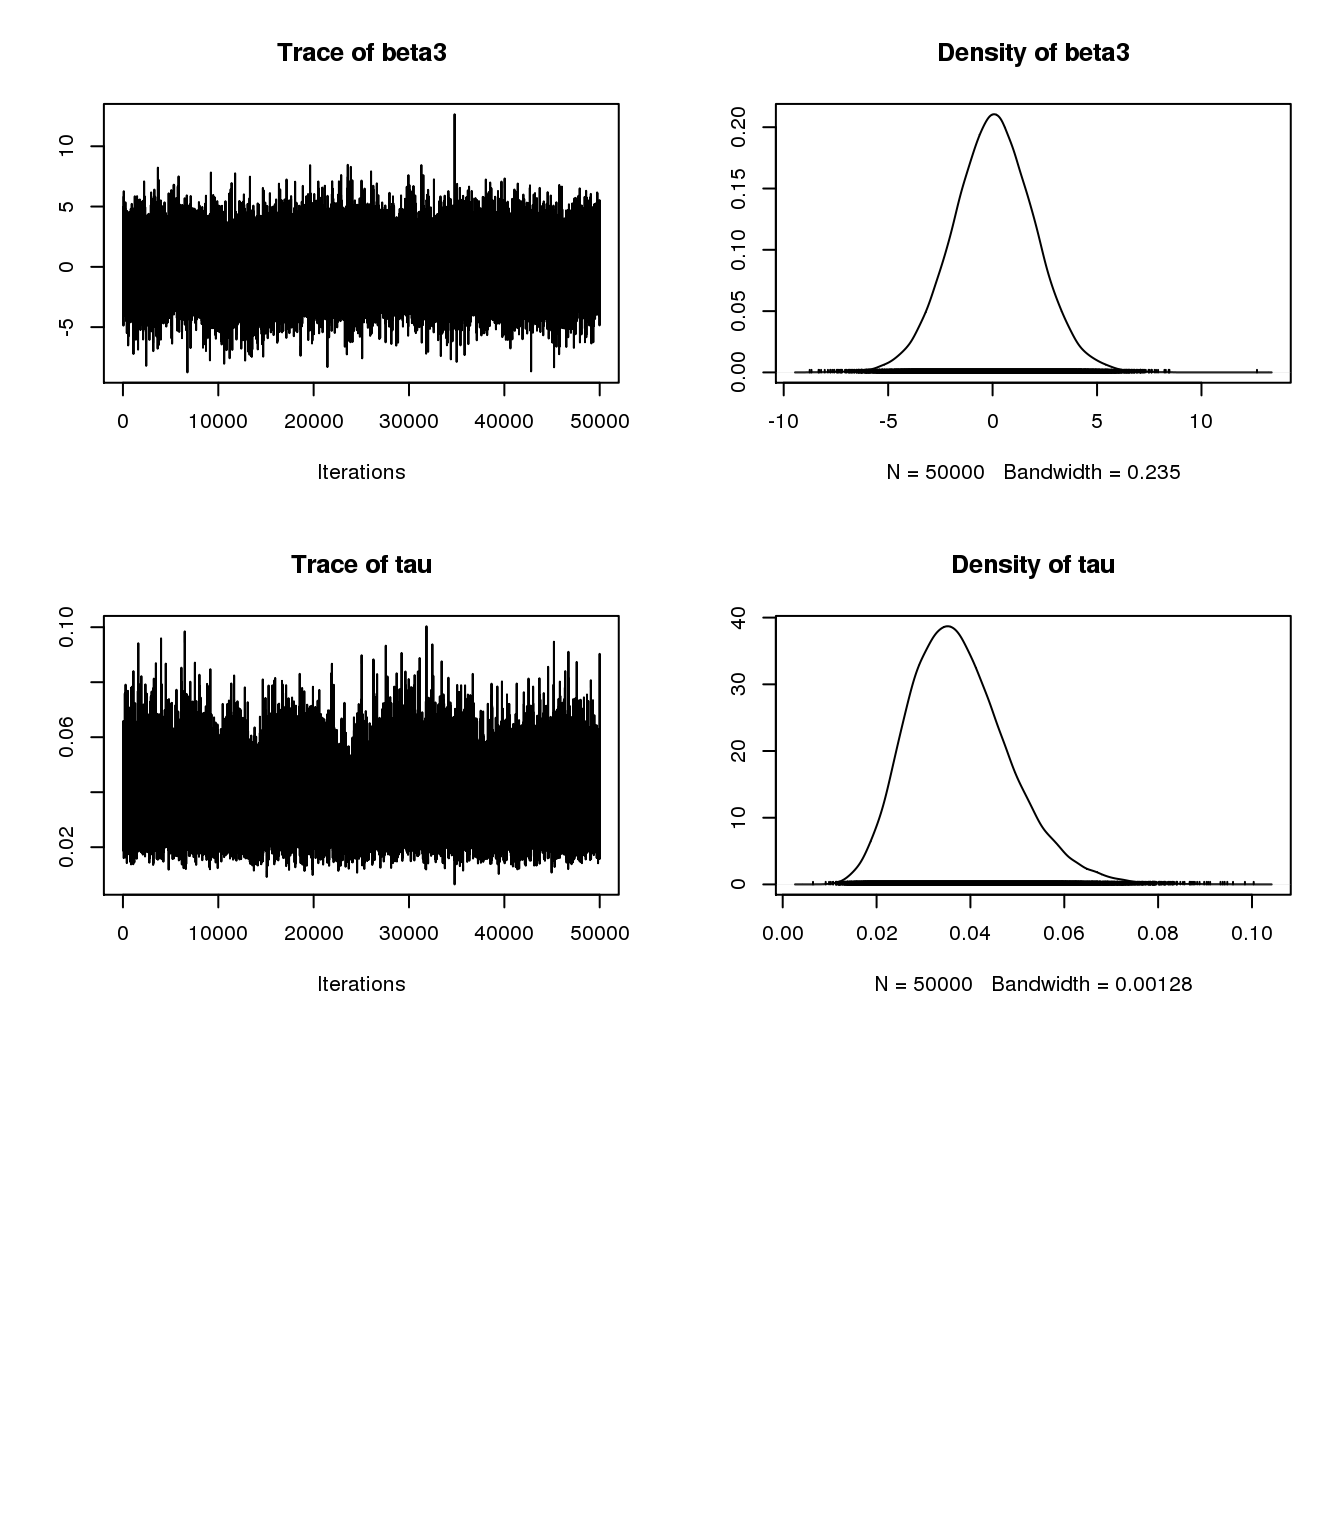 Trace of beta3
10
5
0
-5
0 10000 20000 30000 40000 50000
Iterations
Density of beta3
0.20
0.15
0.10
0.05
0.00
-10 -5 0 5 10
N = 50000 Bandwidth = 0.235
Trace of tau
0.10
0.06
0.02
0 10000 20000 30000 40000 50000
Iterations
Density of tau
40
30
20
10
0
0.00 0.02 0.04 0.06 0.08 0.10
N = 50000 Bandwidth = 0.00128